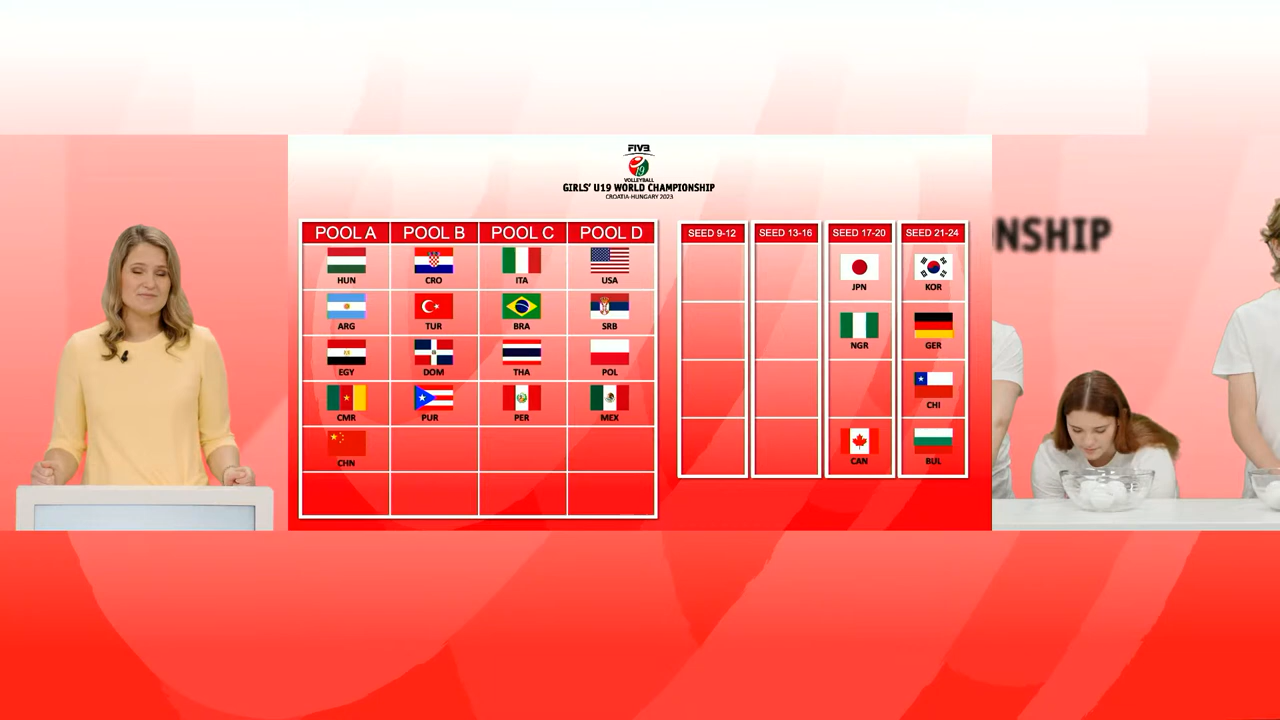 FIVB
VOLLEYBALL
GIRLS' U19 WORLD CHAMPIONSHIP
CROATIA-HUNGARY 2023
POOL A POOL B POOL C POOL D
HUN CRO ITA USA
ARG TUR BRA SRB
EGY DOM THA POL
CMR PUR PER MEX
CHN
SEED 9-12 SEED 13-16 SEED 17-20 SEED 21-24
JPN KOR
NGR GER
CHI
CAN BUL
NSHIP